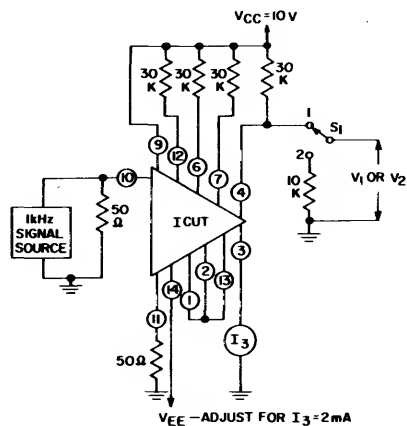 VCC=10V
30
K
30
K
30
K
30
K
9
12
6
7
4
1
S1
2
10
K
V1 OR V2
10
1kHz
SIGNAL
SOURCE
50
Ω
ICUT
3
2
13
14
1
11
I3
50Ω
VEE – ADJUST FOR I3=2mA